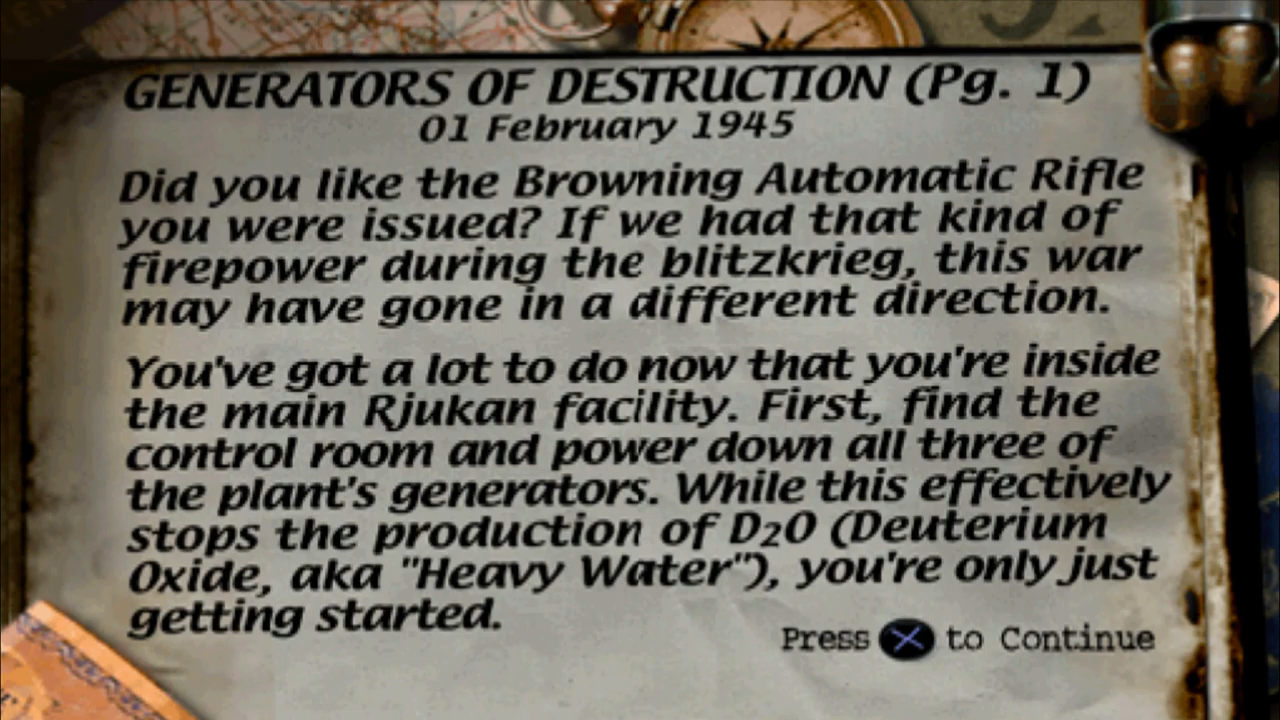 GENERATORS OF DESTRUCTION (Pg. 1)
01 February 1945
Did you like the Browning Automatic Rifle
you were issued? If we had that kind of
firepower during the blitzkrieg, this war
may have gone in a different direction.
You've got a lot to do now that you're inside
the main Rjukan facility. First, find the
control room and power down all three of
the plant's generators. While this effectively
stops the production of D₂O (Deuterium
Oxide, aka "Heavy Water"), you're only just
getting started.
Press X to Continue